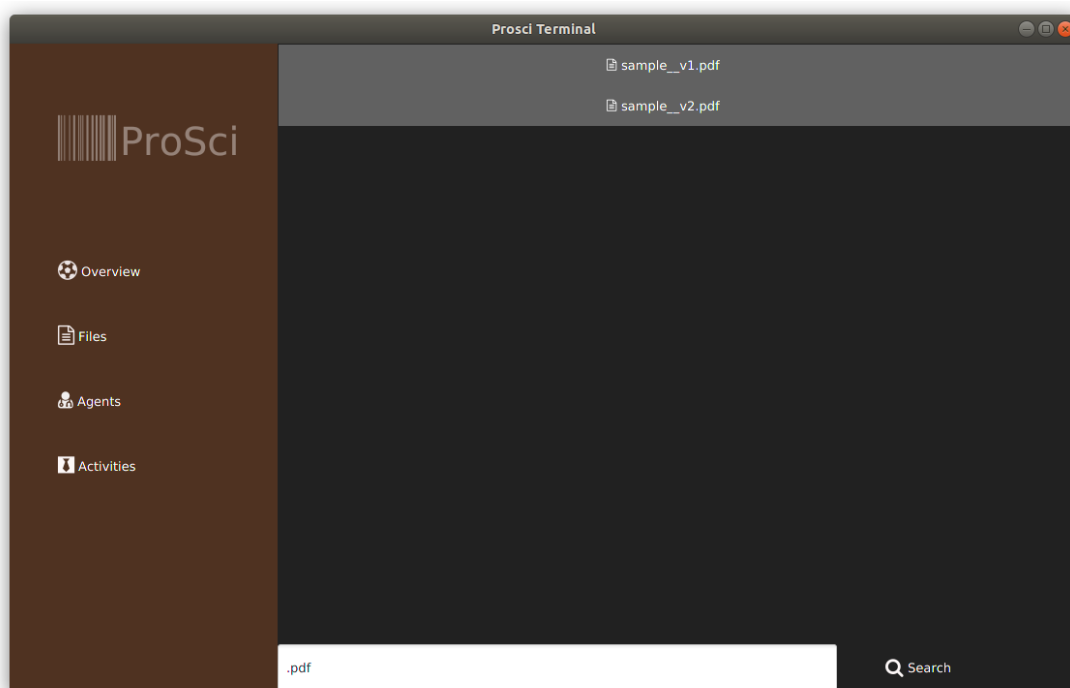 Prosci Terminal
ProSci
Overview
Files
Agents
Activities
sample__v1.pdf
sample__v2.pdf
.pdf
Search